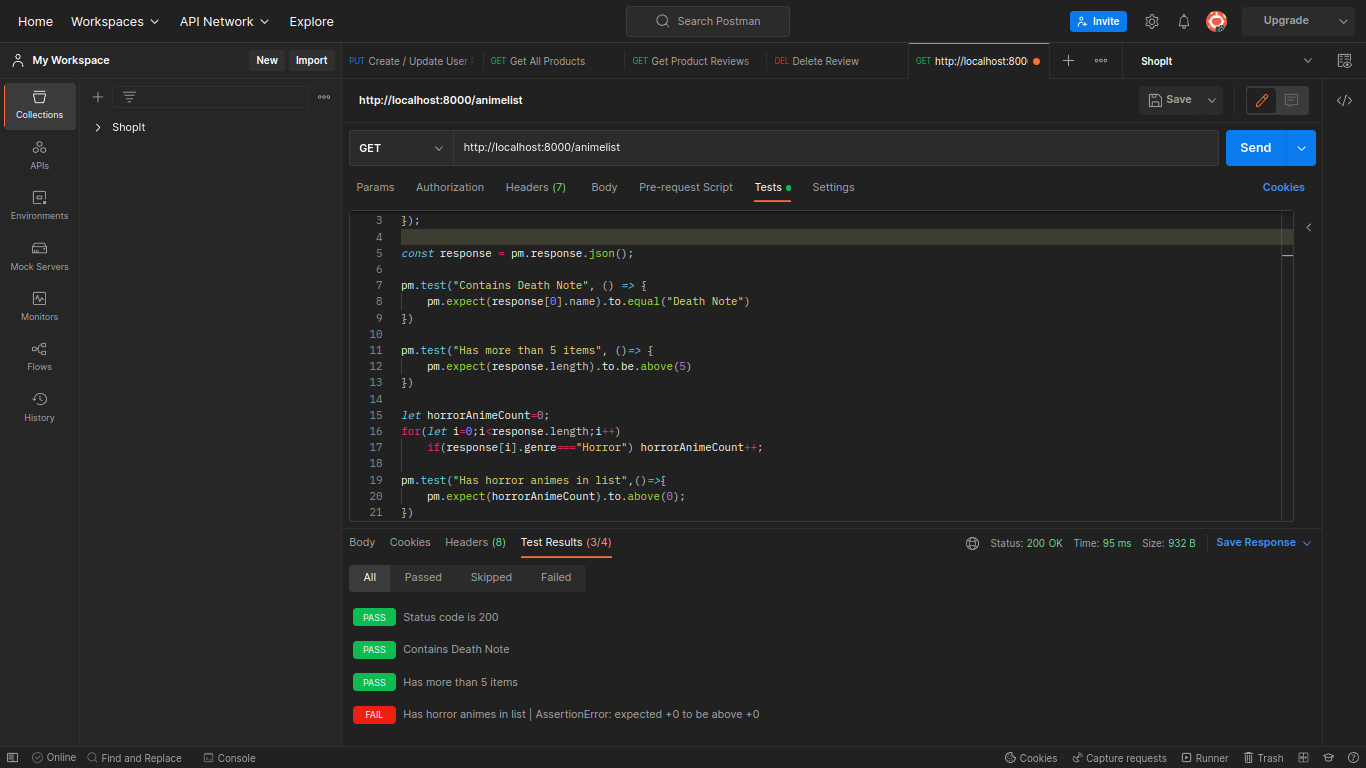 Home Workspaces API Network Explore Search Postman Invite Upgrade
My Workspace New Import PUT Create / Update User GET Get All Products GET Get Product Reviews DEL Delete Review GET http://localhost:800 ShopIt
Collections
APIs
Environments
Mock Servers
Monitors
Flows
History
ShopIt
http://localhost:8000/animelist Save
GET http://localhost:8000/animelist Send
Params Authorization Headers (7) Body Pre-request Script Tests Settings Cookies
3 });
4
5 const response = pm.response.json();
6
7 pm.test("Contains Death Note", () => {
8 pm.expect(response[0].name).to.equal("Death Note")
9 })
10
11 pm.test("Has more than 5 items", ()=> {
12 pm.expect(response.length).to.be.above(5)
13 })
14
15 let horrorAnimeCount=0;
16 for(let i=0;i<response.length;i++)
17 if(response[i].genre==="Horror") horrorAnimeCount++;
18
19 pm.test("Has horror animes in list",()=>{
20 pm.expect(horrorAnimeCount).to.above(0);
21 })
Body Cookies Headers (8) Test Results (3/4) Status: 200 OK Time: 95 ms Size: 932 B Save Response
All Passed Skipped Failed
PASS Status code is 200
PASS Contains Death Note
PASS Has more than 5 items
FAIL Has horror animes in list | AssertionError: expected +0 to be above +0
Online Find and Replace Console Cookies Capture requests Runner Trash